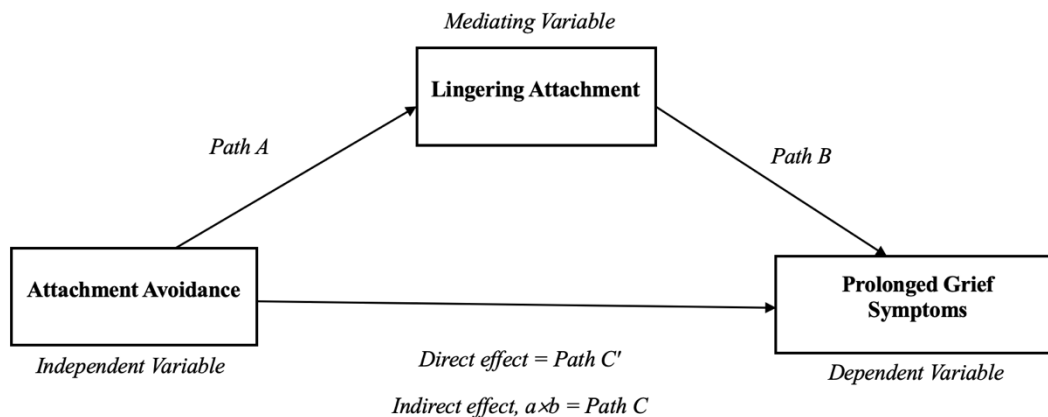 Mediating Variable
Lingering Attachment
Path A
Path B
Attachment Avoidance
Prolonged Grief
Symptoms
Independent Variable
Direct effect = Path C'
Dependent Variable
Indirect effect, a×b = Path C